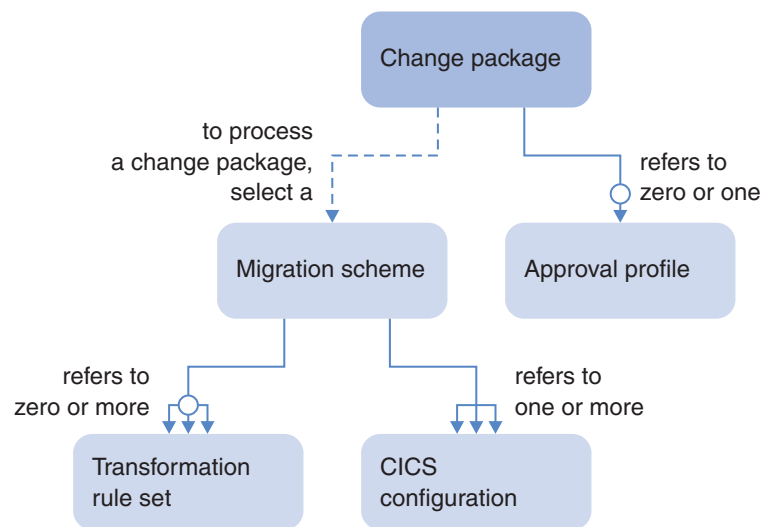 Change package
to process
a change package,
select a
refers to
zero or one
Migration scheme
Approval profile
refers to
zero or more
refers to
one or more
Transformation
rule set
CICS
configuration